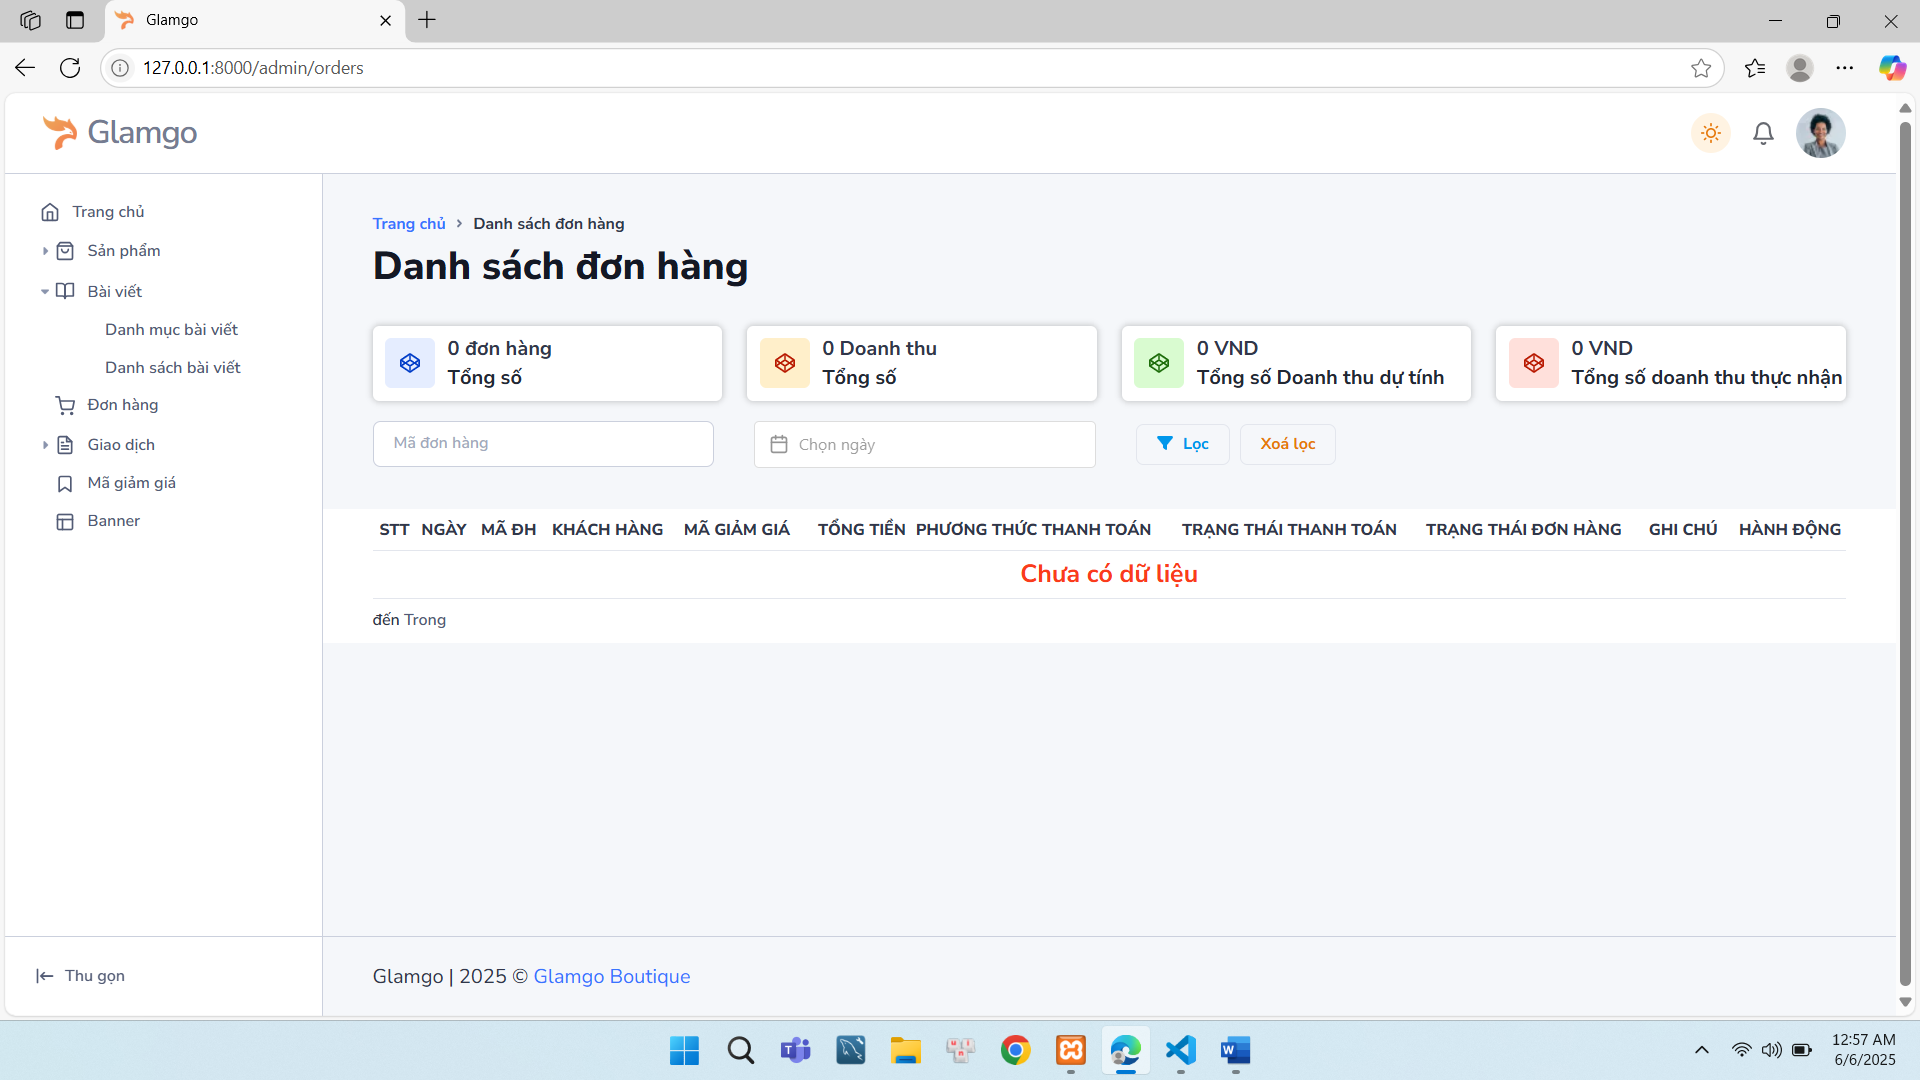 Glamgo
127.0.0.1:8000/admin/orders
Glamgo
Trang chủ
Sản phẩm
Bài viết
Danh mục bài viết
Danh sách bài viết
Đơn hàng
Giao dịch
Mã giảm giá
Banner
Thu gọn
Trang chủ › Danh sách đơn hàng
Danh sách đơn hàng
0 đơn hàng
Tổng số
0 Doanh thu
Tổng số
0 VND
Tổng số Doanh thu dự tính
0 VND
Tổng số doanh thu thực nhận
Mã đơn hàng
Chọn ngày
Lọc
Xoá lọc
STT NGÀY MÃ ĐH KHÁCH HÀNG MÃ GIẢM GIÁ TỔNG TIỀN PHƯƠNG THỨC THANH TOÁN TRẠNG THÁI THANH TOÁN TRẠNG THÁI ĐƠN HÀNG GHI CHÚ HÀNH ĐỘNG
Chưa có dữ liệu
đến Trong
Glamgo | 2025 © Glamgo Boutique
12:57 AM
6/6/2025